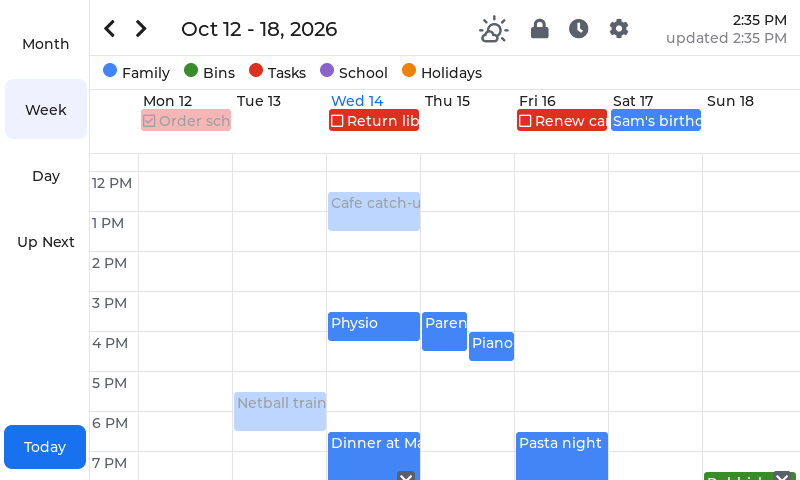 Month
Week
Day
Up Next
Today
Oct 12 - 18, 2026
2:35 PM
updated 2:35 PM
Family
Bins
Tasks
School
Holidays
Mon 12
Tue 13
Wed 14
Thu 15
Fri 16
Sat 17
Sun 18
Order sch
Return lib
Renew car
Sam's birthd
12 PM
1 PM
2 PM
3 PM
4 PM
5 PM
6 PM
7 PM
Cafe catch-u
Physio
Paren
Piano
Netball train
Dinner at Ma
Pasta night